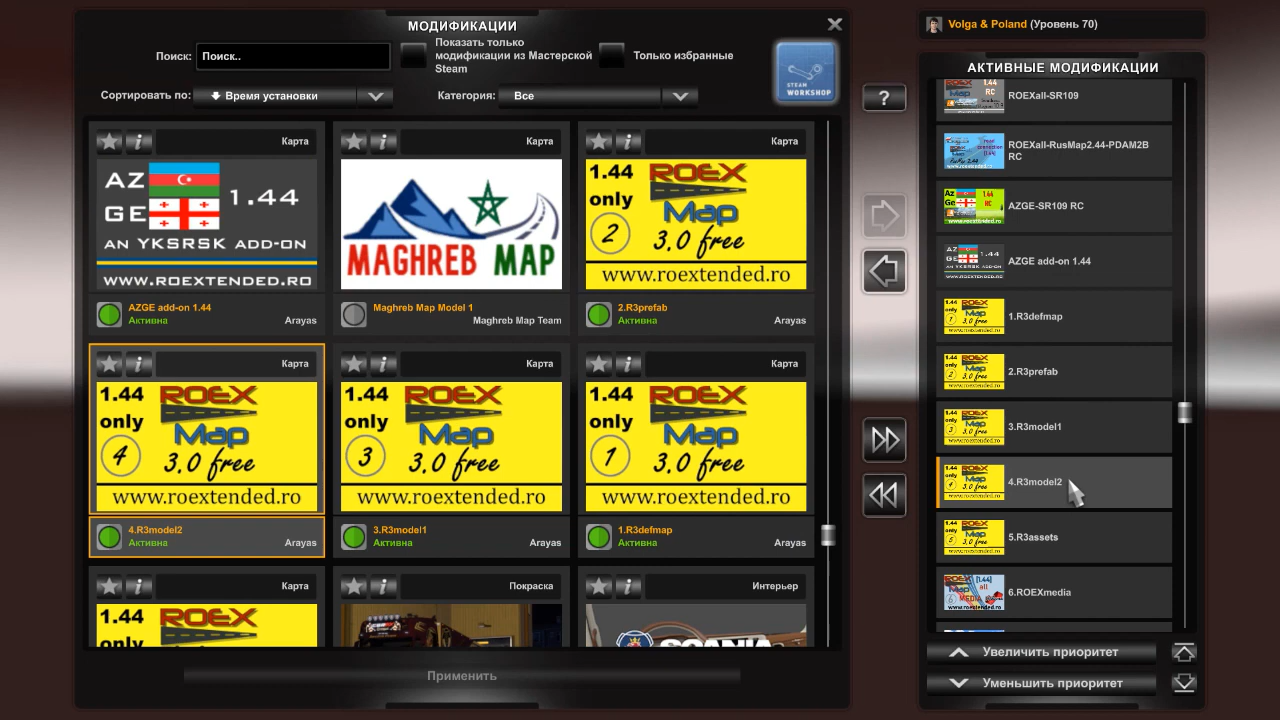 МОДИФИКАЦИИ
Поиск:
Поиск..
Показать только
модификации из Мастерской
Steam
Только избранные
STEAM
WORKSHOP
Сортировать по:
Время установки
Категория:
Все
Карта
AZ
GE
1.44
AN YKSRSK ADD-ON
WWW.ROEXTENDED.RO
AZGE add-on 1.44
Активна
Arayas
Карта
MAGHREB MAP
Maghreb Map Model 1
Maghreb Map Team
Карта
1.44
only
2
ROEX
Map
3.0 free
www.roextended.ro
2.R3prefab
Активна
Arayas
Карта
1.44
only
4
ROEX
Map
3.0 free
www.roextended.ro
4.R3model2
Активна
Arayas
Карта
1.44
only
3
ROEX
Map
3.0 free
www.roextended.ro
3.R3model1
Активна
Arayas
Карта
1.44
only
1
ROEX
Map
3.0 free
www.roextended.ro
1.R3defmap
Активна
Arayas
Карта
1.44
only
ROEX
Покраска
Интерьер
SCANIA
Применить
?
Volga & Poland (Уровень 70)
АКТИВНЫЕ МОДИФИКАЦИИ
1.44
RC
ROEXall-SR109
ROEXall-RusMap2.44-PDAM2B
RC
AZGE-SR109 RC
AZGE add-on 1.44
1.R3defmap
2.R3prefab
3.R3model1
4.R3model2
5.R3assets
6.ROEXmedia
Увеличить приоритет
Уменьшить приоритет